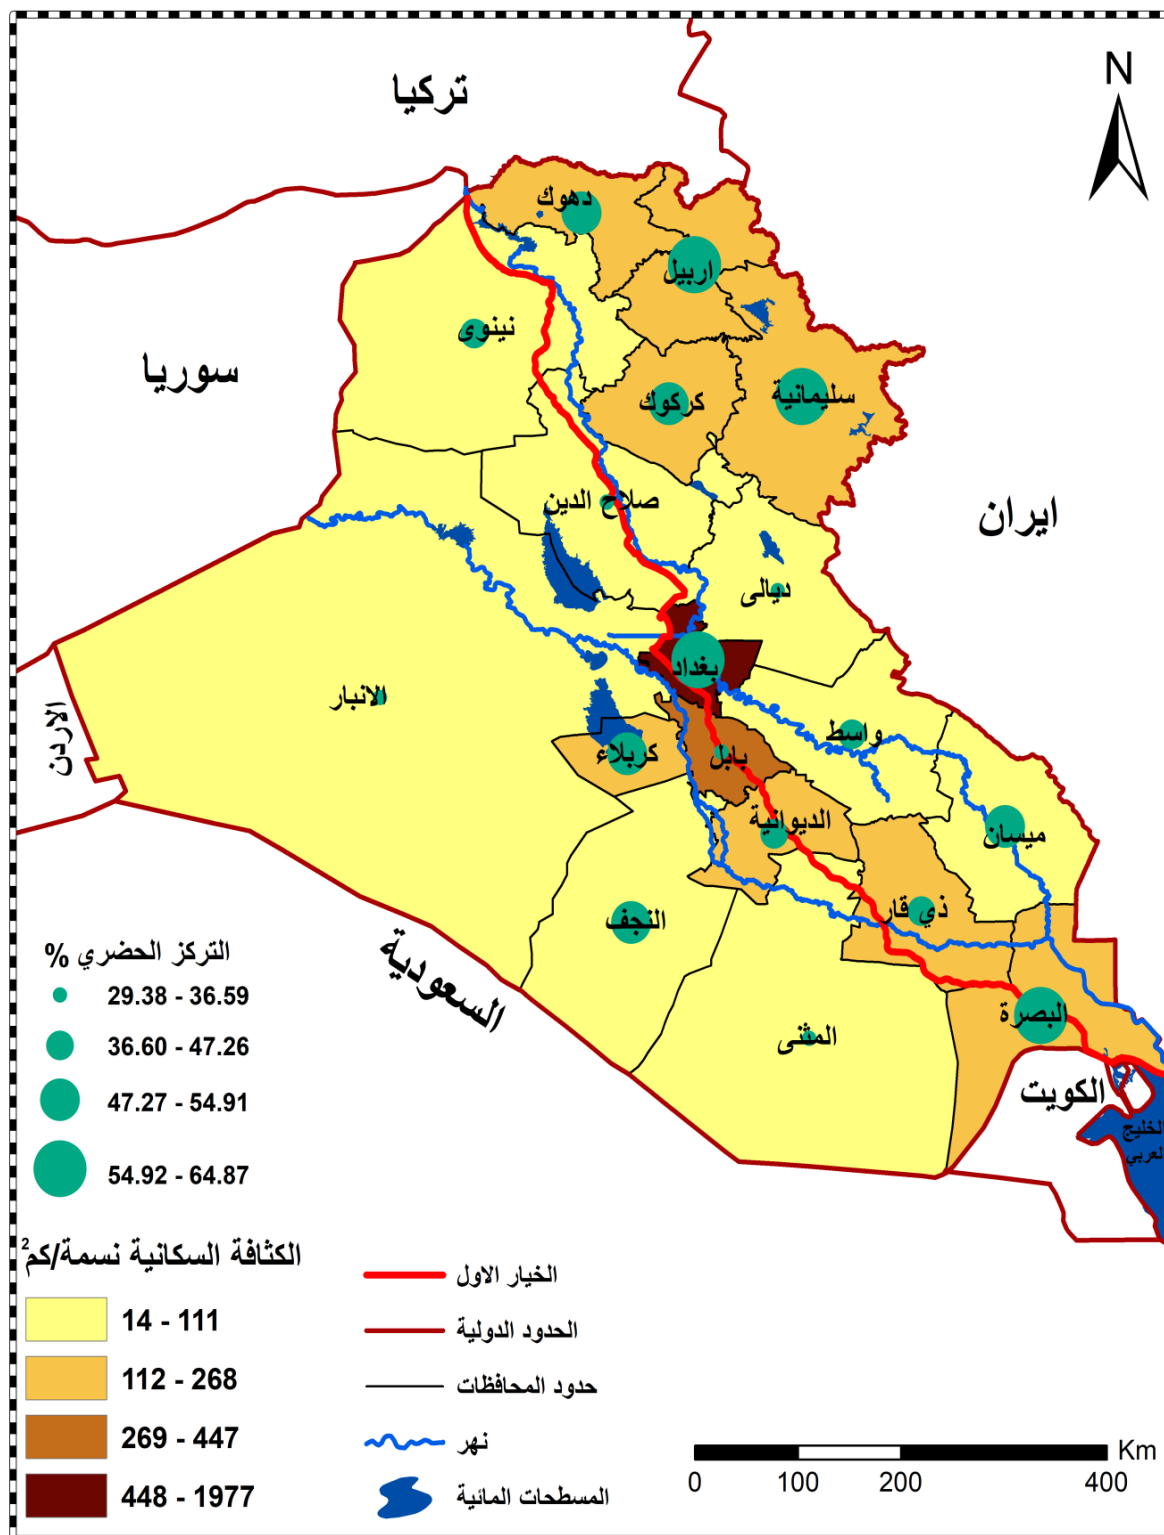 تركيا
N
دهوك
اربيل
نينوى
سوريا
كركوك
سليمانية
صلاح الدين
ايران
ديالى
بغداد
الانبار
الاردن
واسط
كربلاء
بابل
الديوانية
ميسان
النجف
ذي قار
السعودية
البصرة
المثنى
الكويت
الخليج
العربي
التركز الحضري %
29.38 - 36.59
36.60 - 47.26
47.27 - 54.91
54.92 - 64.87
الكثافة السكانية نسمة/كم²
14 - 111
112 - 268
269 - 447
448 - 1977
الخيار الاول
الحدود الدولية
حدود المحافظات
نهر
المسطحات المائية
Km
0 100 200 400